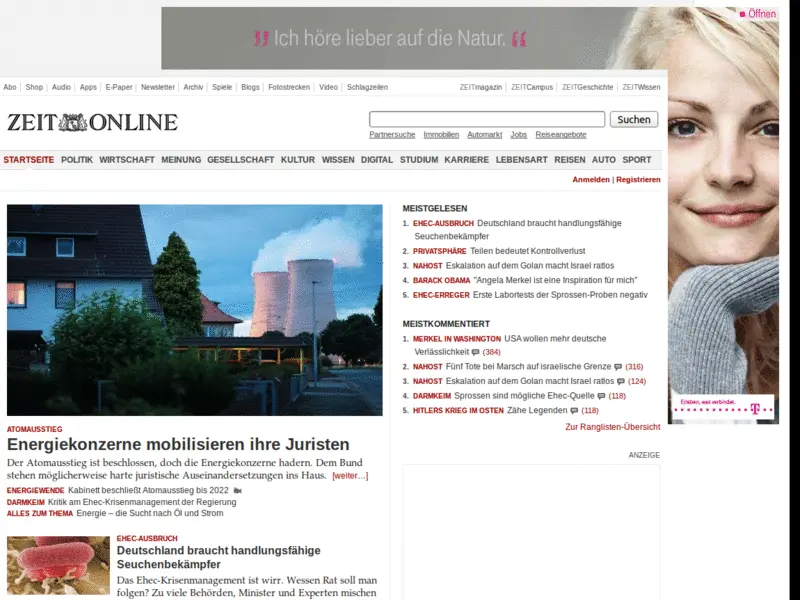 Öffnen
Ich höre lieber auf die Natur.
Abo Shop Audio Apps E-Paper Newsletter Archiv Spiele Blogs Fotostrecken Video Schlagzeilen
ZEITmagazin ZEITCampus ZEITGeschichte ZEITWissen
ZEIT ONLINE
Suchen
Partnersuche Immobilien Automarkt Jobs Reiseangebote
STARTSEITE POLITIK WIRTSCHAFT MEINUNG GESELLSCHAFT KULTUR WISSEN DIGITAL STUDIUM KARRIERE LEBENSART REISEN AUTO SPORT
Anmelden | Registrieren
ATOMAUSSTIEG
Energiekonzerne mobilisieren ihre Juristen
Der Atomausstieg ist beschlossen, doch die Energiekonzerne hadern. Dem Bund
stehen möglicherweise harte juristische Auseinandersetzungen ins Haus. [weiter…]
ENERGIEWENDE Kabinett beschließt Atomausstieg bis 2022
DARMKEIM Kritik am Ehec-Krisenmanagement der Regierung
ALLES ZUM THEMA Energie – die Sucht nach Öl und Strom
EHEC-AUSBRUCH
Deutschland braucht handlungsfähige
Seuchenbekämpfer
Das Ehec-Krisenmanagement ist wirr. Wessen Rat soll man
folgen? Zu viele Behörden, Minister und Experten mischen
MEISTGELESEN
1. EHEC-AUSBRUCH Deutschland braucht handlungsfähige
Seuchenbekämpfer
2. PRIVATSPHÄRE Teilen bedeutet Kontrollverlust
3. NAHOST Eskalation auf dem Golan macht Israel ratlos
4. BARACK OBAMA "Angela Merkel ist eine Inspiration für mich"
5. EHEC-ERREGER Erste Labortests der Sprossen-Proben negativ
MEISTKOMMENTIERT
1. MERKEL IN WASHINGTON USA wollen mehr deutsche
Verlässlichkeit (384)
2. NAHOST Fünf Tote bei Marsch auf israelische Grenze (316)
3. NAHOST Eskalation auf dem Golan macht Israel ratlos (124)
4. DARMKEIM Sprossen sind mögliche Ehec-Quelle (118)
5. HITLERS KRIEG IM OSTEN Zähe Legenden (118)
Zur Ranglisten-Übersicht
ANZEIGE
Erleben, was verbindet.
T